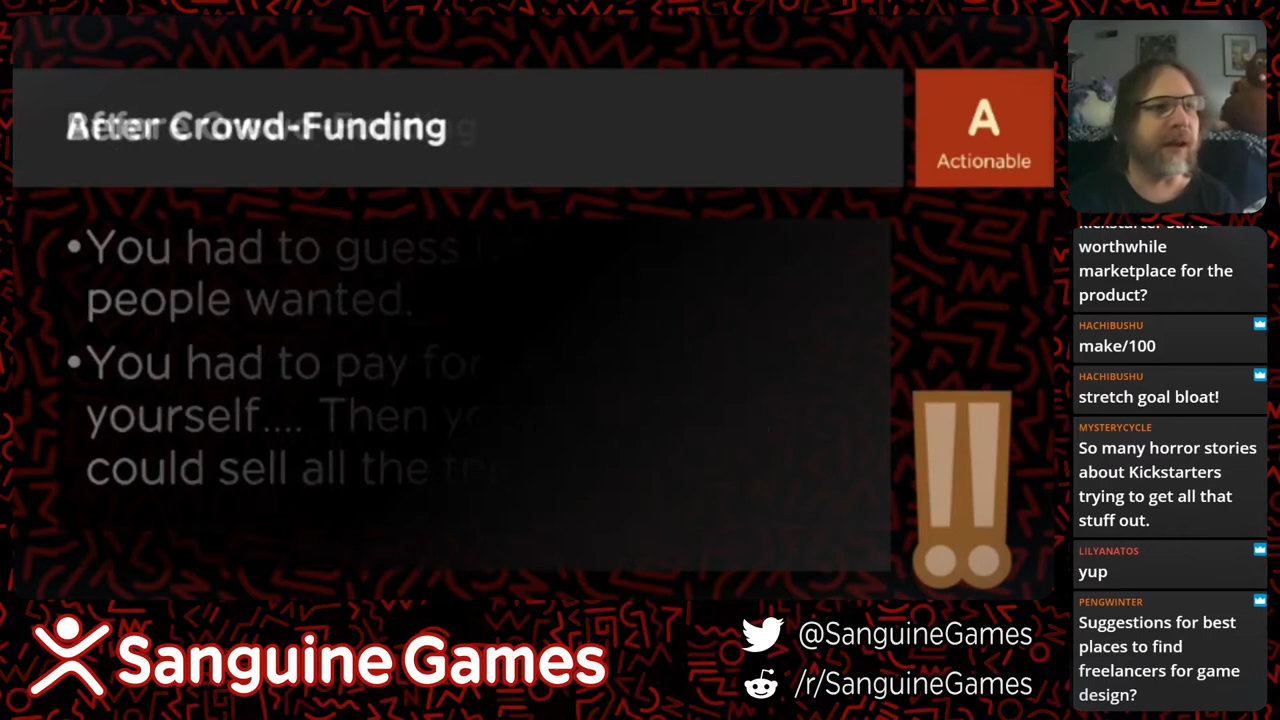 After Crowd-Funding
A
Actionable
•You had to guess
people wanted.
•You had to pay for
yourself.... Then
could sell all the
worthwhile
marketplace for the
product?
HACHIBUSHU
make/100
HACHIBUSHU
stretch goal bloat!
MYSTERYCYCLE
So many horror stories
about Kickstarters
trying to get all that
stuff out.
LILYANATOS
yup
PENGWINTER
Suggestions for best
places to find
freelancers for game
design?
Sanguine Games
@SanguineGames
/r/SanguineGames